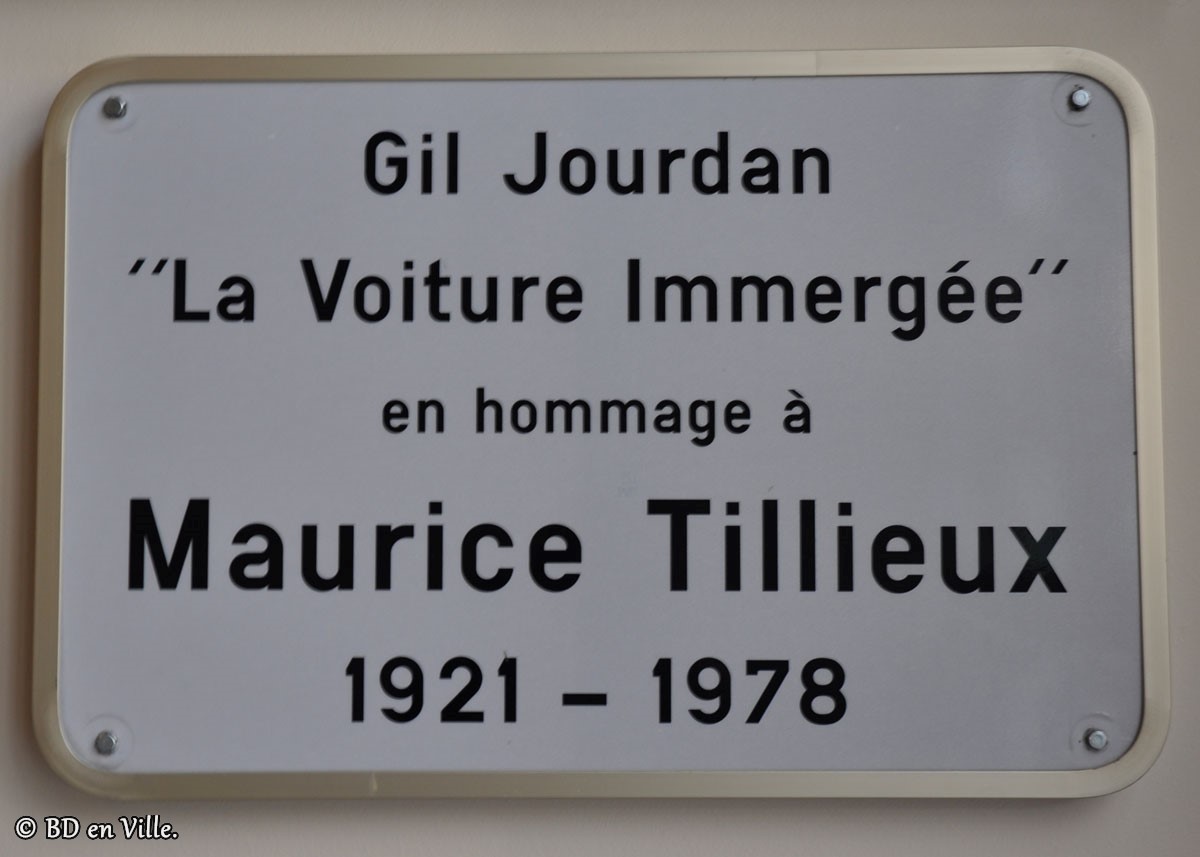 Gil Jourdan
"La Voiture Immergée"
en hommage à
Maurice Tillieux
1921 - 1978
© BD en Ville.